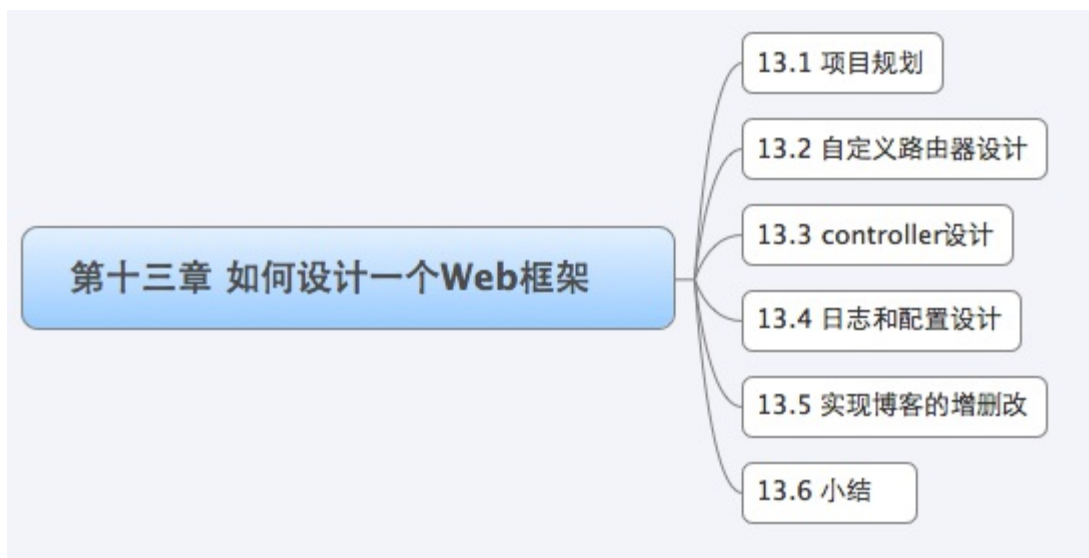 第十三章 如何设计一个Web框架
13.1 项目规划
13.2 自定义路由器设计
13.3 controller设计
13.4 日志和配置设计
13.5 实现博客的增删改
13.6 小结